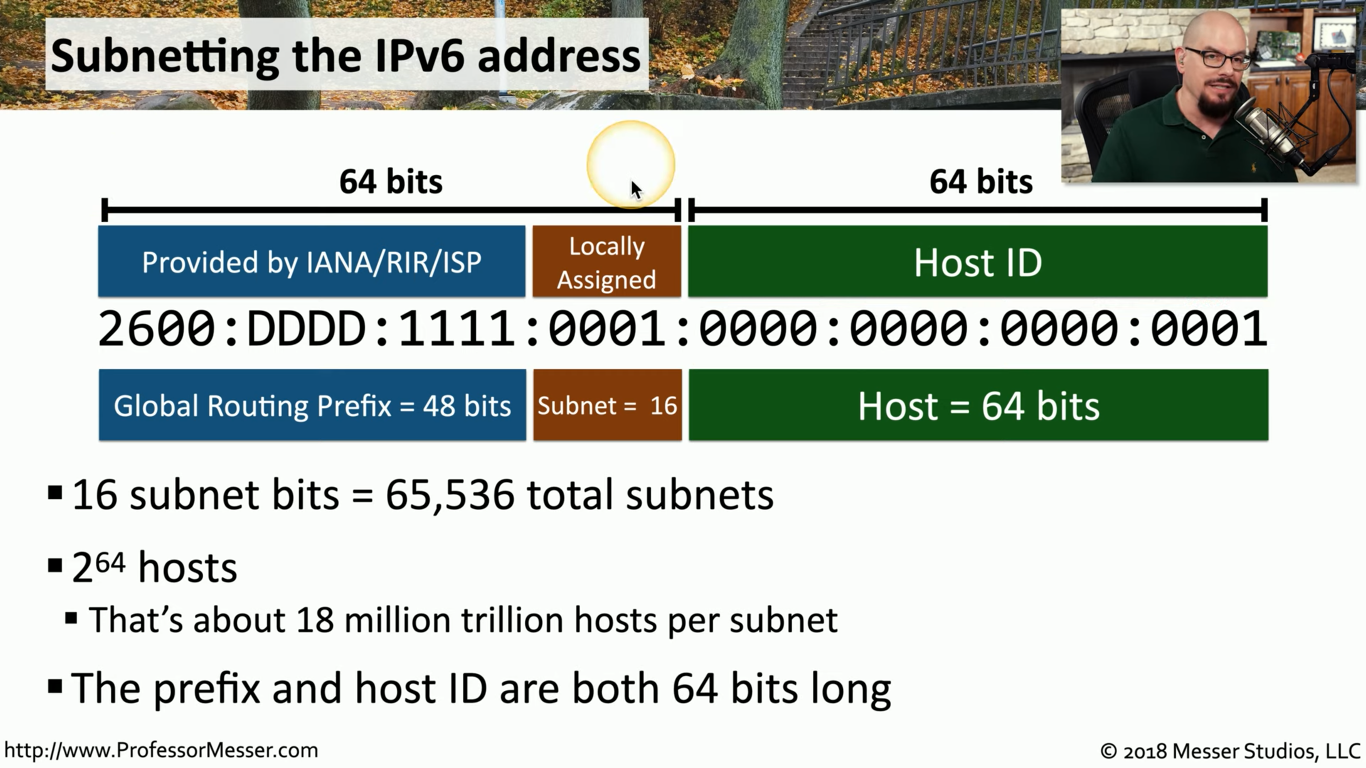 Subnetting the IPv6 address
64 bits
64 bits
Provided by IANA/RIR/ISP
Locally
Assigned
Host ID
2600:DDDD:1111:0001:0000:0000:0000:0001
Global Routing Prefix = 48 bits
Subnet = 16
Host = 64 bits
▪ 16 subnet bits = 65,536 total subnets
▪ 2⁶⁴ hosts
▪ That’s about 18 million trillion hosts per subnet
▪ The prefix and host ID are both 64 bits long
http://www.ProfessorMesser.com
© 2018 Messer Studios, LLC